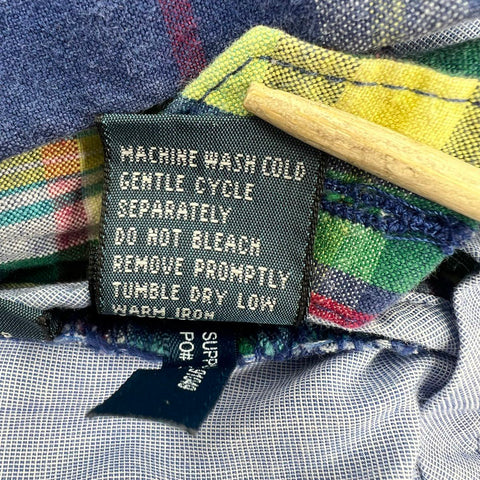 MACHINE WASH COLD
GENTLE CYCLE
SEPARATELY
DO NOT BLEACH
REMOVE PROMPTLY
TUMBLE DRY LOW
WARM IRON
SUPP
PO#